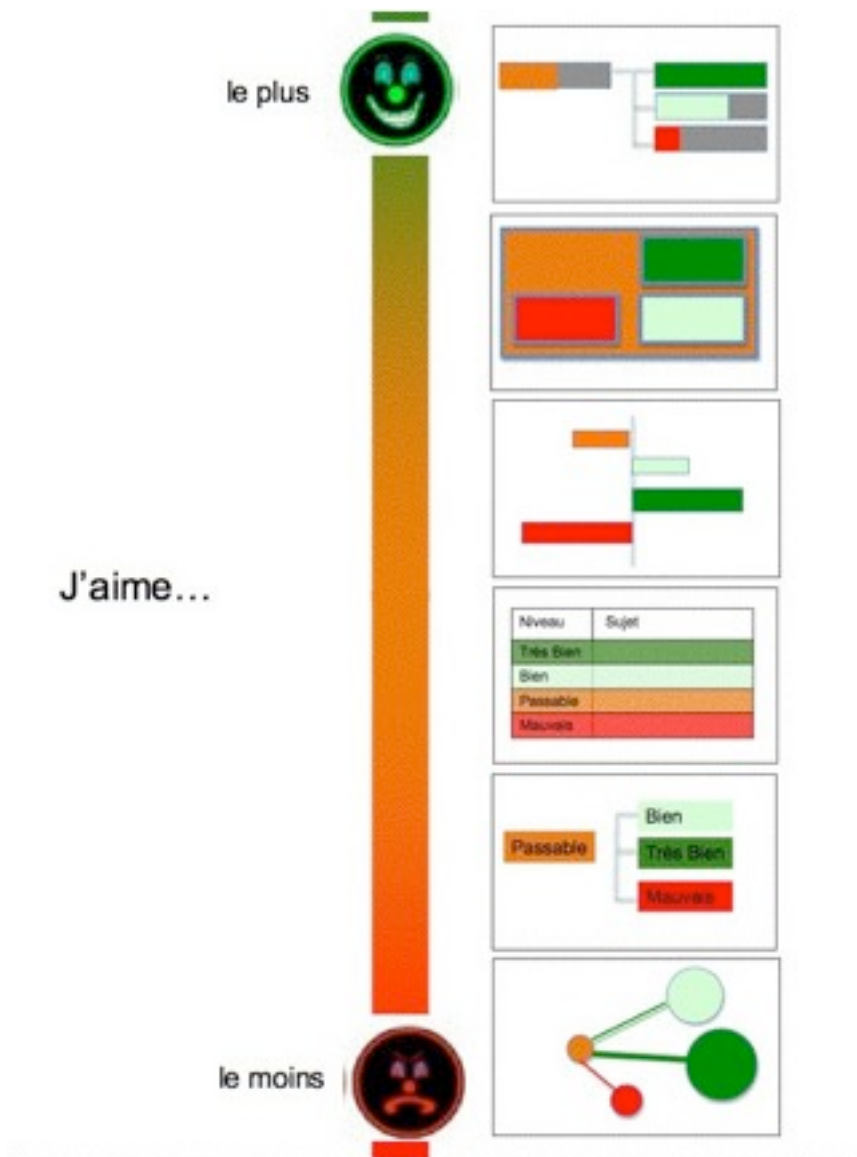 le plus
J'aime...
Niveau Sujet
Très Bien
Bien
Passable
Mauvais
Passable
Bien
Très Bien
Mauvais
le moins